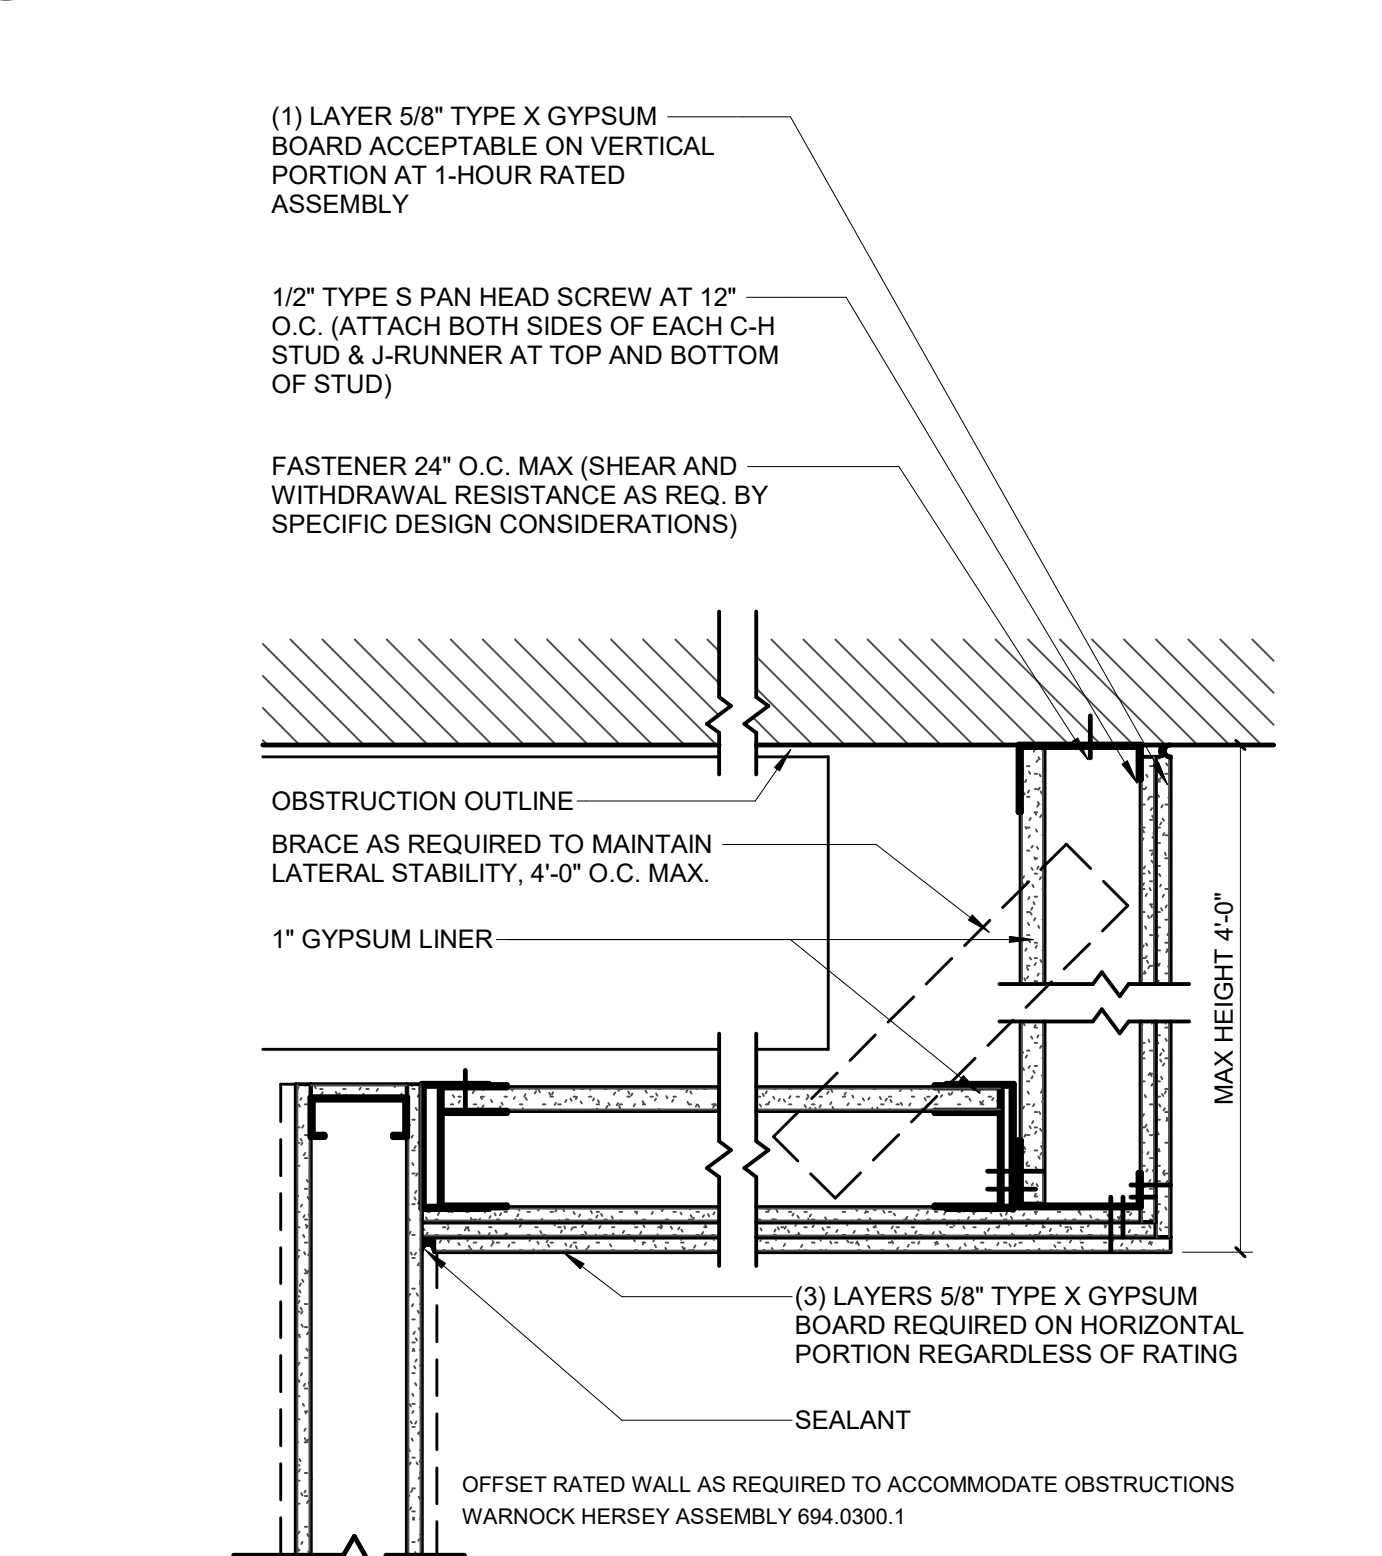 (1) LAYER 5/8" TYPE X GYPSUM
BOARD ACCEPTABLE ON VERTICAL
PORTION AT 1-HOUR RATED
ASSEMBLY
1/2" TYPE S PAN HEAD SCREW AT 12"
O.C. (ATTACH BOTH SIDES OF EACH C-H
STUD & J-RUNNER AT TOP AND BOTTOM
OF STUD)
FASTENER 24" O.C. MAX (SHEAR AND
WITHDRAWAL RESISTANCE AS REQ. BY
SPECIFIC DESIGN CONSIDERATIONS)
OBSTRUCTION OUTLINE
BRACE AS REQUIRED TO MAINTAIN
LATERAL STABILITY, 4'-0" O.C. MAX.
1" GYPSUM LINER
MAX HEIGHT 4'-0"
(3) LAYERS 5/8" TYPE X GYPSUM
BOARD REQUIRED ON HORIZONTAL
PORTION REGARDLESS OF RATING
SEALANT
OFFSET RATED WALL AS REQUIRED TO ACCOMMODATE OBSTRUCTIONS
WARNOCK HERSEY ASSEMBLY 694.0300.1